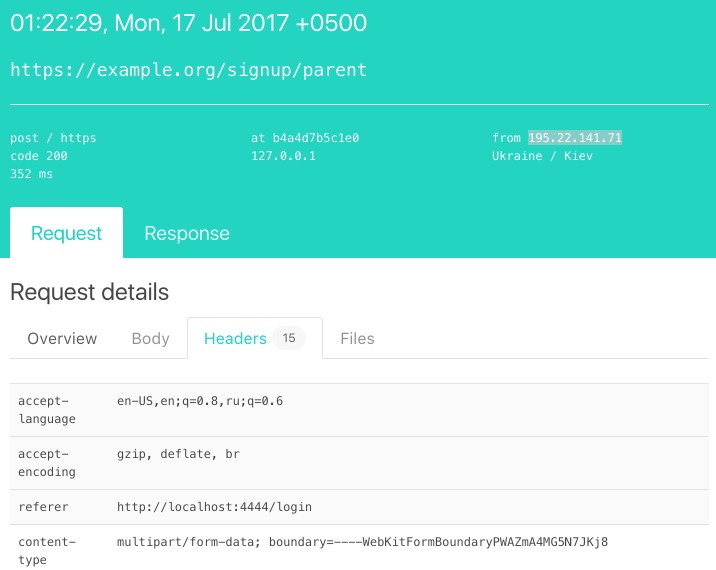 01:22:29, Mon, 17 Jul 2017 +0500
https://example.org/signup/parent
post / https
code 200
352 ms
at b4a4d7b5c1e0
127.0.0.1
from 195.22.141.71
Ukraine / Kiev
Request
Response
Request details
Overview
Body
Headers 15
Files
accept-
language
en-US,en;q=0.8,ru;q=0.6
accept-
encoding
gzip, deflate, br
referer
http://localhost:4444/login
content-
type
multipart/form-data; boundary=----WebKitFormBoundaryPWAZmA4MG5N7JKj8